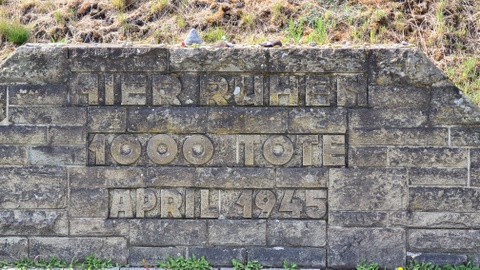 HIER RUHEN
1000 TOTE
APRIL 1945